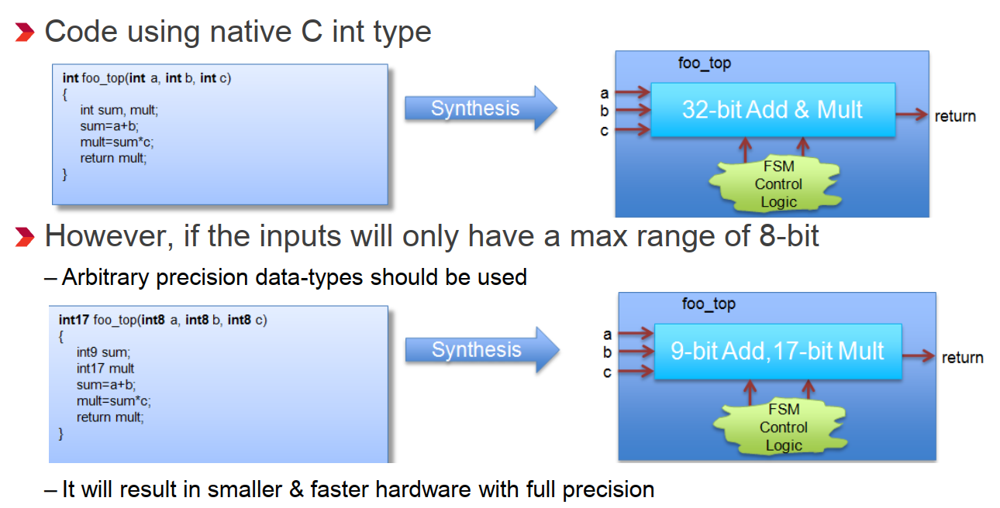 Code using native C int type
int foo_top(int a, int b, int c)
{
int sum, mult;
sum=a+b;
mult=sum*c;
return mult;
}
Synthesis
foo_top
a
b
c
32-bit Add & Mult
return
FSM
Control
Logic
However, if the inputs will only have a max range of 8-bit
– Arbitrary precision data-types should be used
int17 foo_top(int8 a, int8 b, int8 c)
{
int9 sum;
int17 mult
sum=a+b;
mult=sum*c;
return mult;
}
Synthesis
foo_top
a
b
c
9-bit Add, 17-bit Mult
return
FSM
Control
Logic
– It will result in smaller & faster hardware with full precision